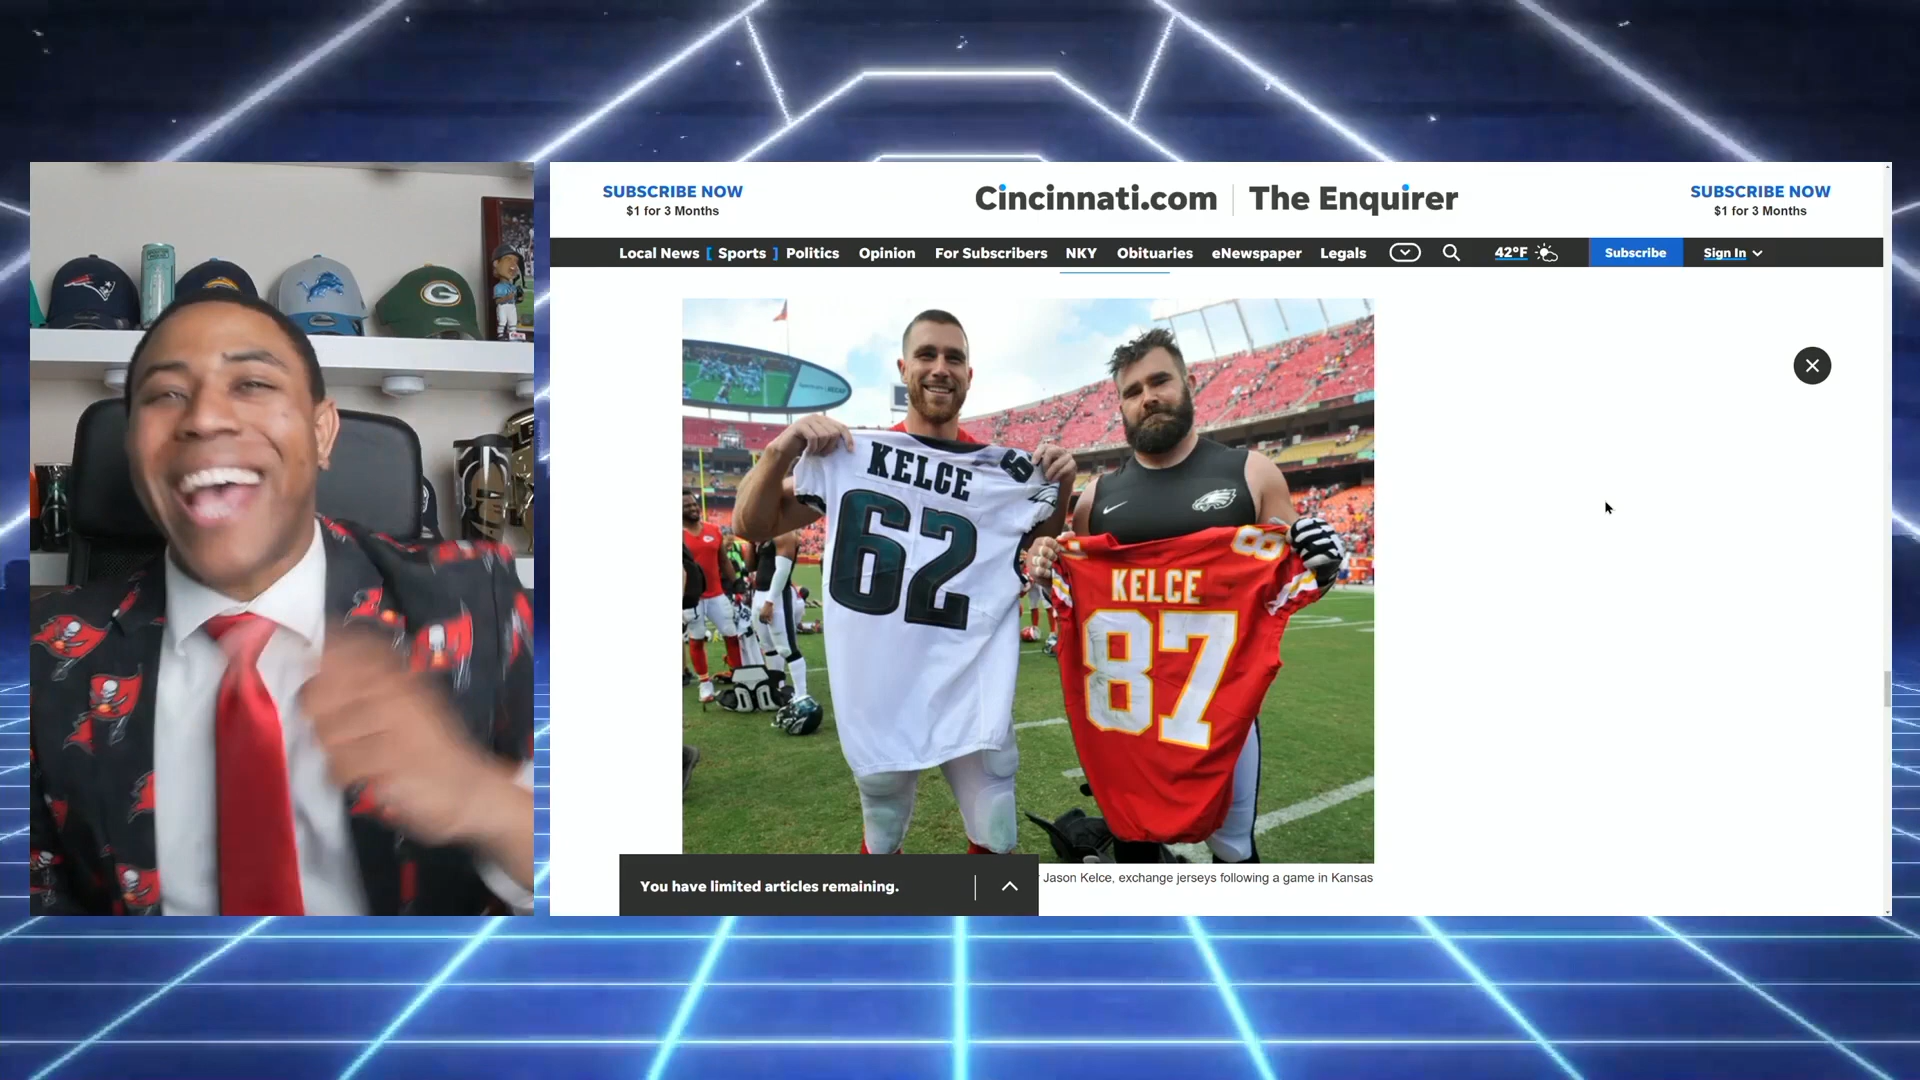 SUBSCRIBE NOW
$1 for 3 Months
Cincinnati.com | The Enquirer
SUBSCRIBE NOW
$1 for 3 Months
Local News [ Sports ] Politics Opinion For Subscribers NKY Obituaries eNewspaper Legals 42°F Subscribe Sign In
KELCE
62
KELCE
87
You have limited articles remaining.
Jason Kelce, exchange jerseys following a game in Kansas